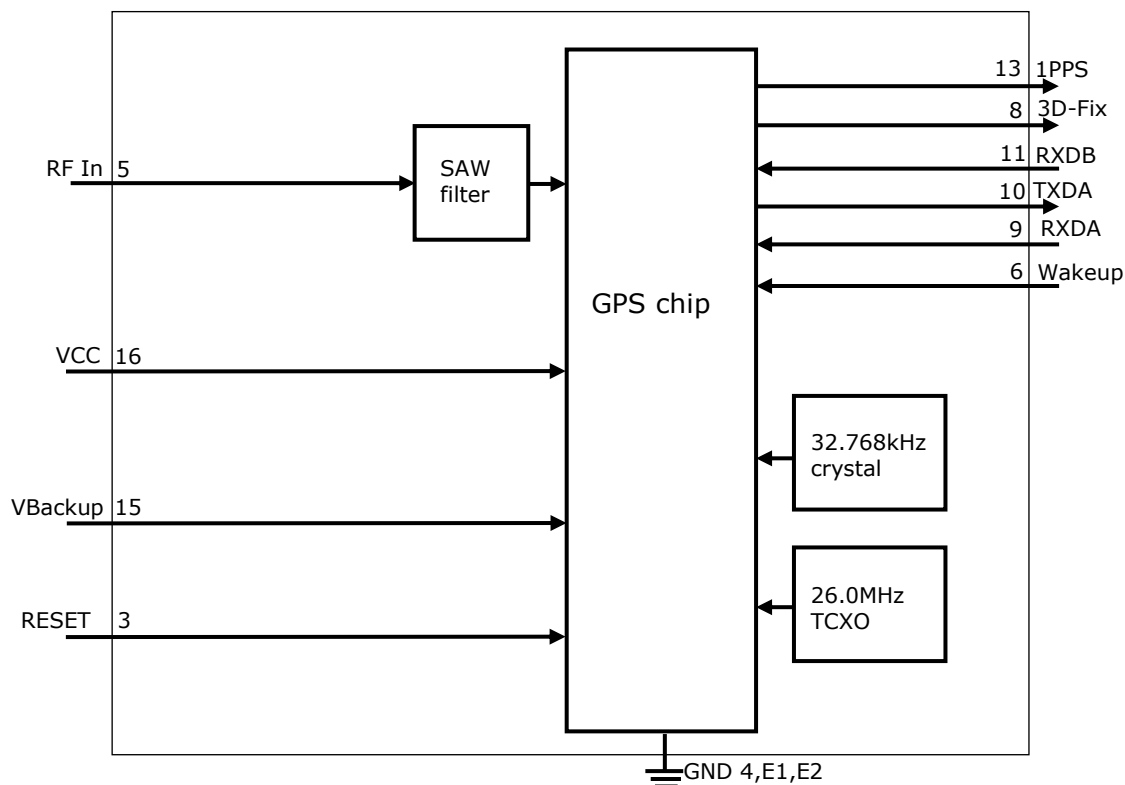 13 1PPS
8 3D-Fix
RF In 5
SAW
filter
11 RXDB
10 TXDA
9 RXDA
6 Wakeup
GPS chip
VCC 16
32.768kHz
crystal
VBackup 15
26.0MHz
TCXO
RESET 3
GND 4,E1,E2